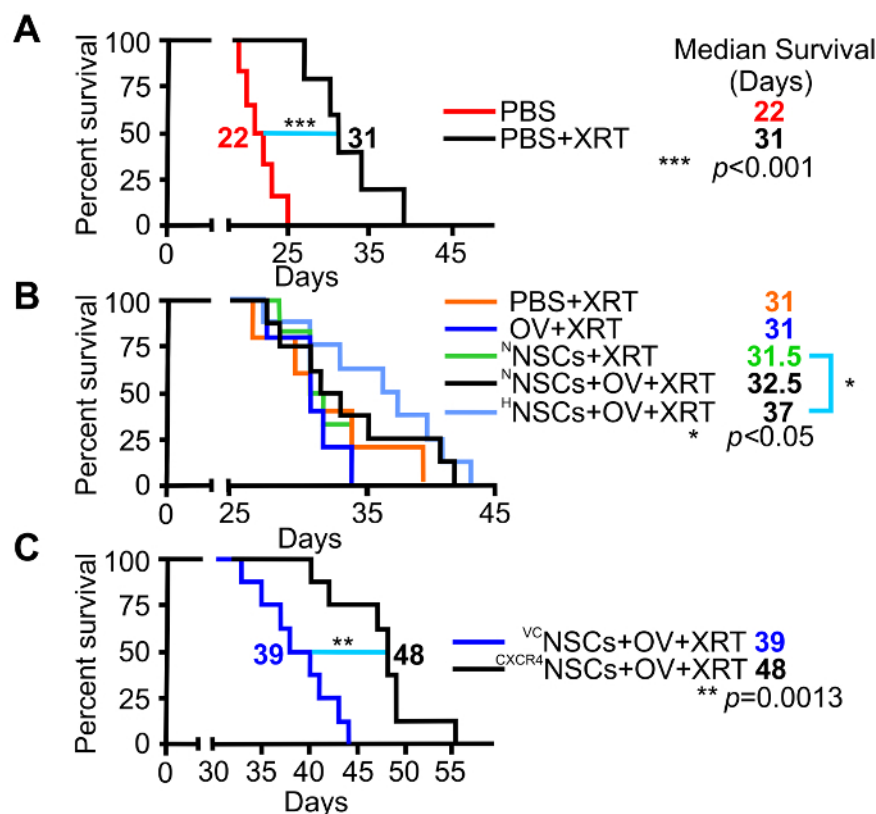 A
Percent survival
100
75
50
25
0
22
***
31
0
25
35
45
Days
PBS
PBS+XRT
Median Survival
(Days)
22
31
*** p<0.001
B
Percent survival
100
75
50
25
0
0
25
35
45
Days
PBS+XRT 31
OV+XRT 31
NNSCs+XRT 31.5
NNSCs+OV+XRT 32.5
HNSCs+OV+XRT 37
*
* p<0.05
C
Percent survival
100
75
50
25
0
39
**
48
0
30
35
40
45
50
55
Days
VCNSCs+OV+XRT 39
CXCR4NSCs+OV+XRT 48
** p=0.0013